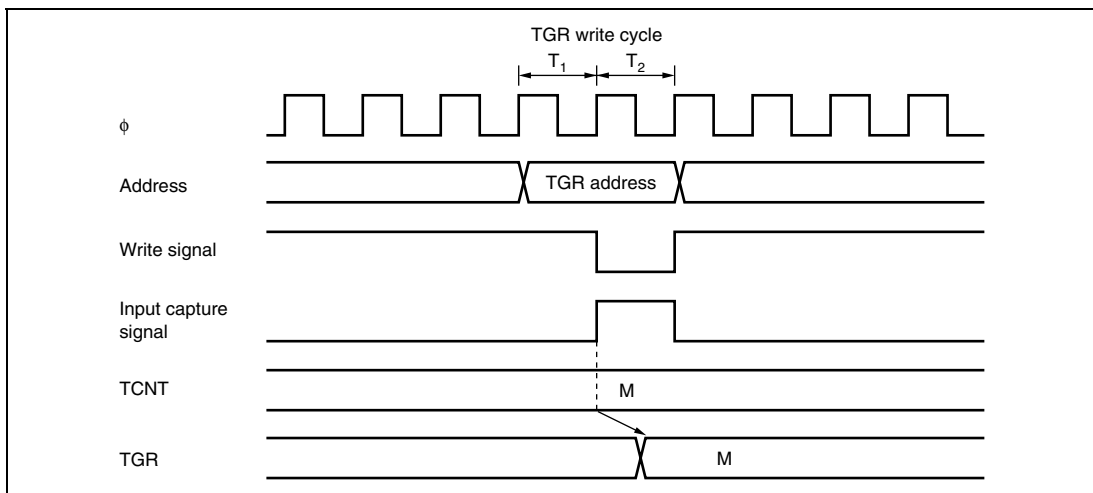 TGR write cycle
T1 T2
ϕ
Address
TGR address
Write signal
Input capture
signal
TCNT
M
TGR
M